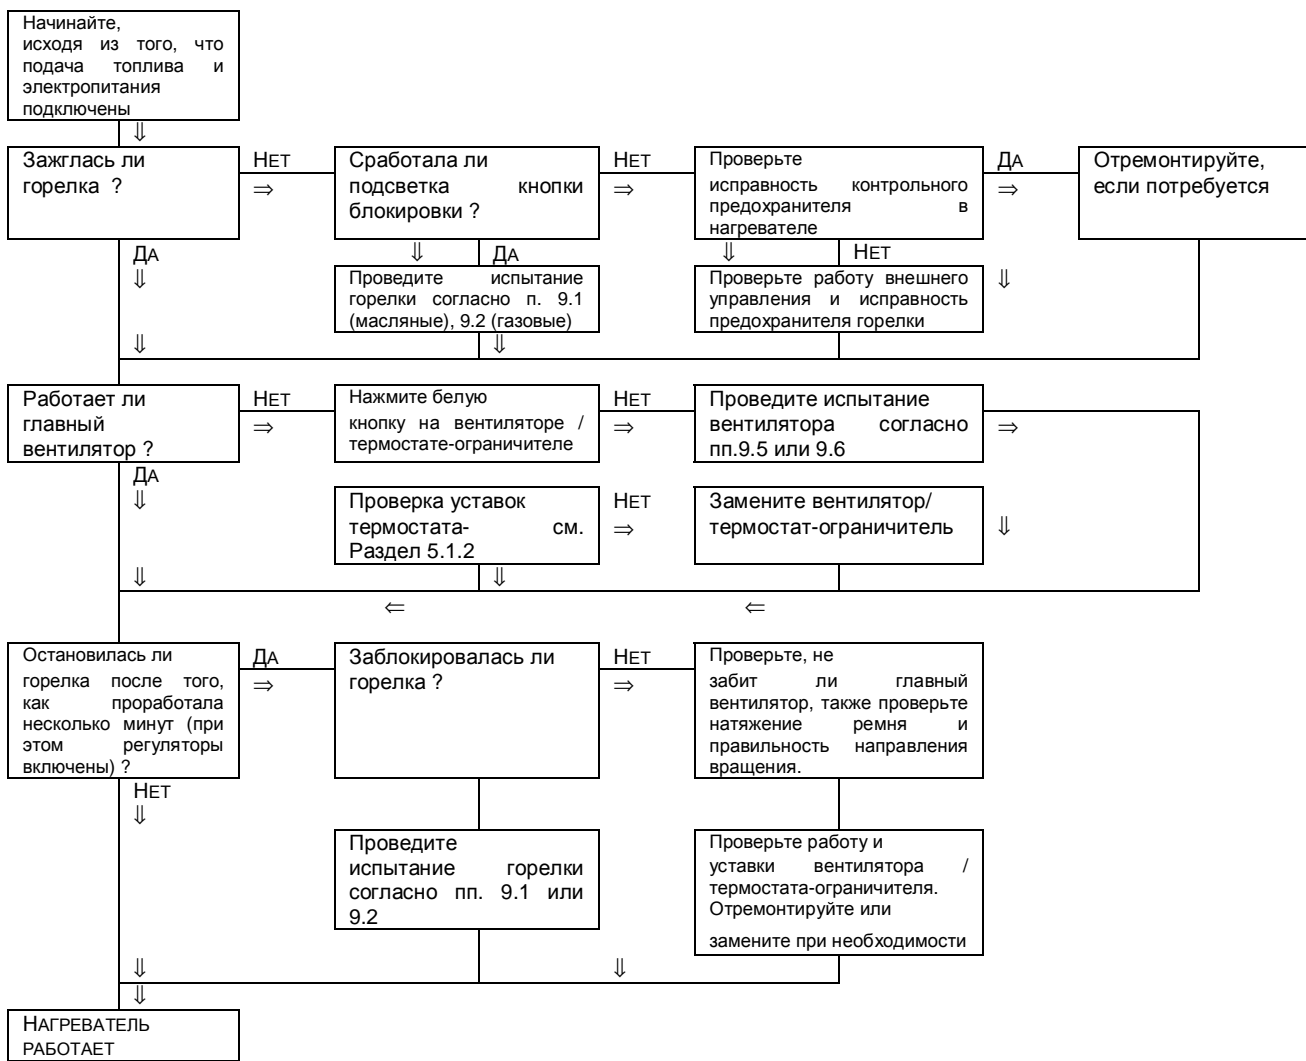 Начинайте,
исходя из того, что
подача топлива и
электропитания
подключены
⇓
Зажглась ли
горелка ?
НЕТ
⇒
Сработала ли
подсветка кнопки
блокировки ?
НЕТ
⇒
Проверьте
исправность контрольного
предохранителя в
нагревателе
ДА
⇒
Отремонтируйте,
если потребуется
ДА
⇓
⇓
ДА
⇓
НЕТ
Проведите испытание
горелки согласно п. 9.1
(масляные), 9.2 (газовые)
Проверьте работу внешнего
управления и исправность
предохранителя горелки
⇓
⇓
⇓
Работает ли
главный
вентилятор ?
НЕТ
⇒
Нажмите белую
кнопку на вентиляторе /
термостате-ограничителе
НЕТ
⇒
Проведите испытание
вентилятора согласно
пп.9.5 или 9.6
⇒
ДА
⇓
Проверка уставок
термостата- см.
Раздел 5.1.2
НЕТ
⇒
Замените вентилятор/
термостат-ограничитель
⇓
⇓
⇓
⇐
⇐
Остановилась ли
горелка после того,
как проработала
несколько минут (при
этом регуляторы
включены) ?
ДА
⇒
Заблокировалась ли
горелка ?
НЕТ
⇒
Проверьте, не
забит ли главный
вентилятор, также проверьте
натяжение ремня и
правильность направления
вращения.
НЕТ
⇓
Проведите
испытание горелки
согласно пп. 9.1 или
9.2
Проверьте работу и
уставки вентилятора /
термостата-ограничителя.
Отремонтируйте или
замените при необходимости
⇓
⇓
⇓
НАГРЕВАТЕЛЬ
РАБОТАЕТ